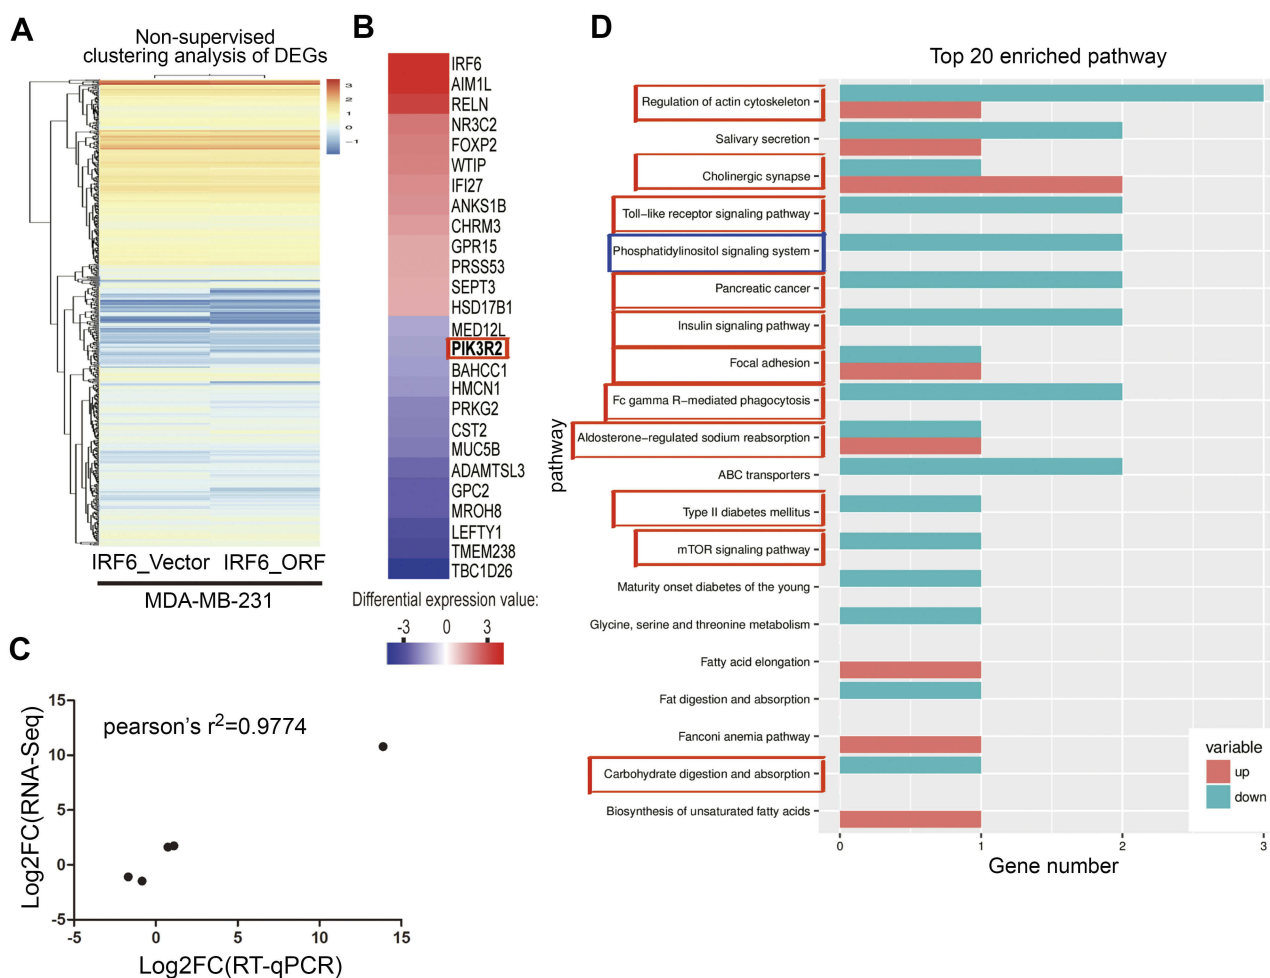 A
Non-supervised
clustering analysis of DEGs
3
2
1
0
−1
IRF6_Vector IRF6_ORF
MDA-MB-231
B
IRF6
AIM1L
RELN
NR3C2
FOXP2
WTIP
IFI27
ANKS1B
CHRM3
GPR15
PRSS53
SEPT3
HSD17B1
MED12L
PIK3R2
BAHCC1
HMCN1
PRKG2
CST2
MUC5B
ADAMTSL3
GPC2
MROH8
LEFTY1
TMEM238
TBC1D26
Differential expression value:
-3 0 3
C
pearson's r2=0.9774
Log2FC(RNA-Seq)
15
10
5
0
-5
-5 0 5 10 15
Log2FC(RT-qPCR)
D
Top 20 enriched pathway
pathway
Regulation of actin cytoskeleton
Salivary secretion
Cholinergic synapse
Toll−like receptor signaling pathway
Phosphatidylinositol signaling system
Pancreatic cancer
Insulin signaling pathway
Focal adhesion
Fc gamma R−mediated phagocytosis
Aldosterone−regulated sodium reabsorption
ABC transporters
Type II diabetes mellitus
mTOR signaling pathway
Maturity onset diabetes of the young
Glycine, serine and threonine metabolism
Fatty acid elongation
Fat digestion and absorption
Fanconi anemia pathway
Carbohydrate digestion and absorption
Biosynthesis of unsaturated fatty acids
0 1 2 3
Gene number
variable
up
down